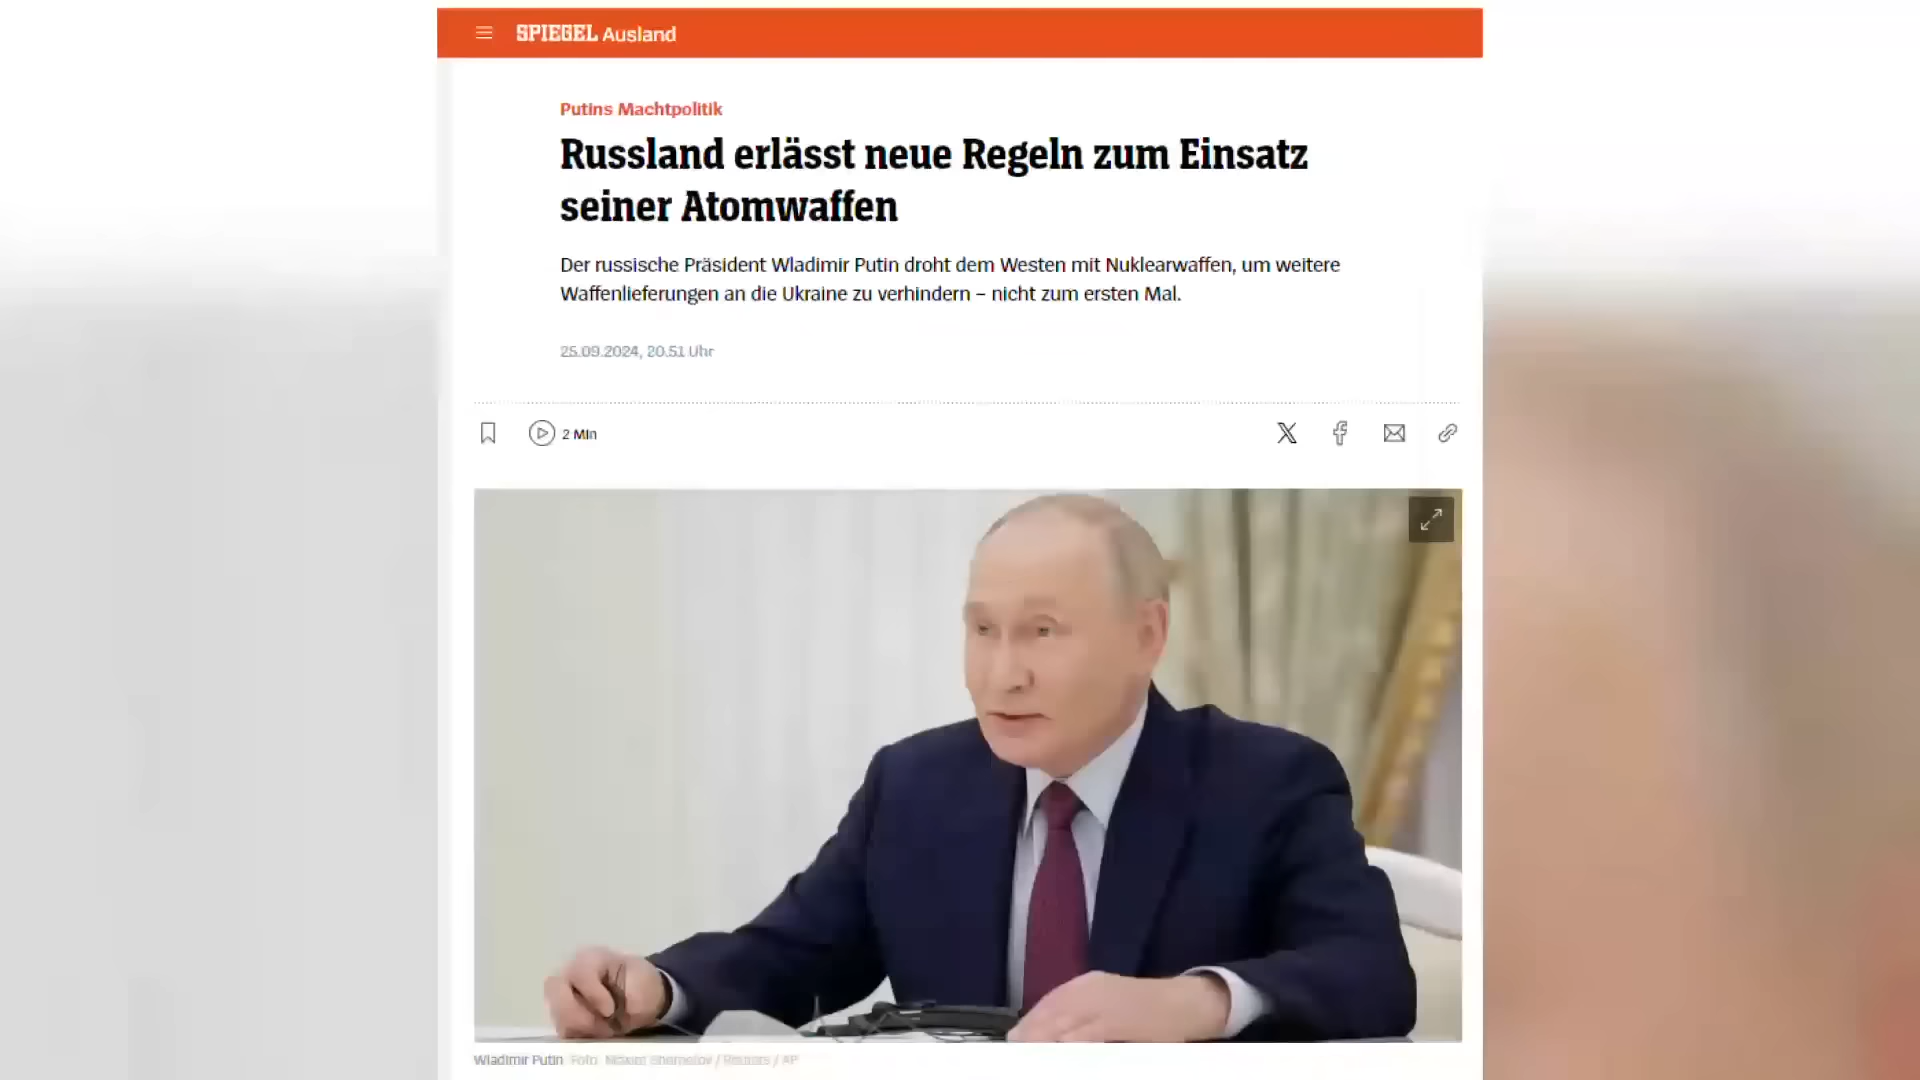 SPIEGEL Ausland
Putins Machtpolitik
Russland erlässt neue Regeln zum Einsatz
seiner Atomwaffen
Der russische Präsident Wladimir Putin droht dem Westen mit Nuklearwaffen, um weitere
Waffenlieferungen an die Ukraine zu verhindern – nicht zum ersten Mal.
25.09.2024, 20.51 Uhr
2 Min
Wladimir Putin Foto: / Reuters / AP